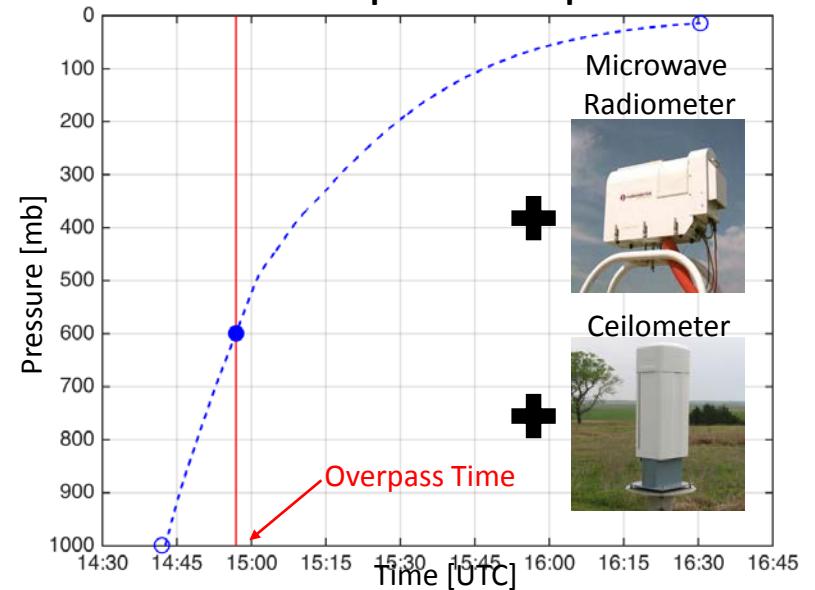 0
100
200
300
400
500
600
700
800
900
1000
Pressure [mb]
Microwave
Radiometer
Ceilometer
Overpass Time
14:30 14:45 15:00 15:15 15:30 15:45 16:00 16:15 16:30 16:45
Time [UTC]